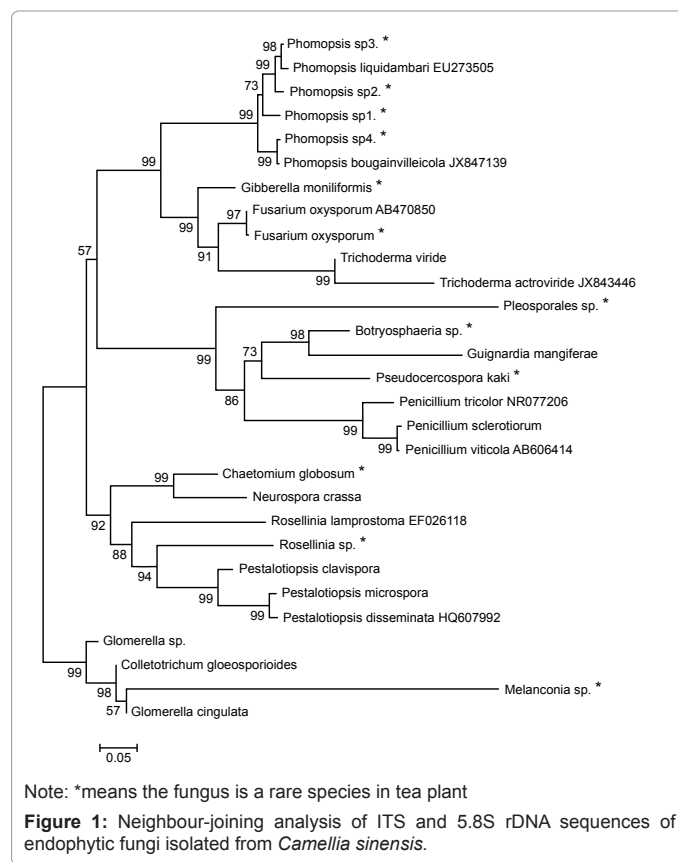 98
Phomopsis sp3. *
99
Phomopsis liquidambari EU273505
73
Phomopsis sp2. *
99
Phomopsis sp1. *
Phomopsis sp4. *
99
Phomopsis bougainvilleicola JX847139
99
Gibberella moniliformis *
97
Fusarium oxysporum AB470850
99
Fusarium oxysporum *
57
91
Trichoderma viride
99
Trichoderma actroviride JX843446
Pleosporales sp. *
98
Botryosphaeria sp. *
99
73
Guignardia mangiferae
Pseudocercospora kaki *
86
Penicillium tricolor NR077206
99
Penicillium sclerotiorum
99
Penicillium viticola AB606414
99
Chaetomium globosum *
Neurospora crassa
92
Rosellinia lamprostoma EF026118
88
Rosellinia sp. *
94
Pestalotiopsis clavispora
99
Pestalotiopsis microspora
99
Pestalotiopsis disseminata HQ607992
Glomerella sp.
99
Colletotrichum gloeosporioides
98
Melanconia sp. *
57
Glomerella cingulata
0.05
Note: *means the fungus is a rare species in tea plant
Figure 1: Neighbour-joining analysis of ITS and 5.8S rDNA sequences of
endophytic fungi isolated from Camellia sinensis.